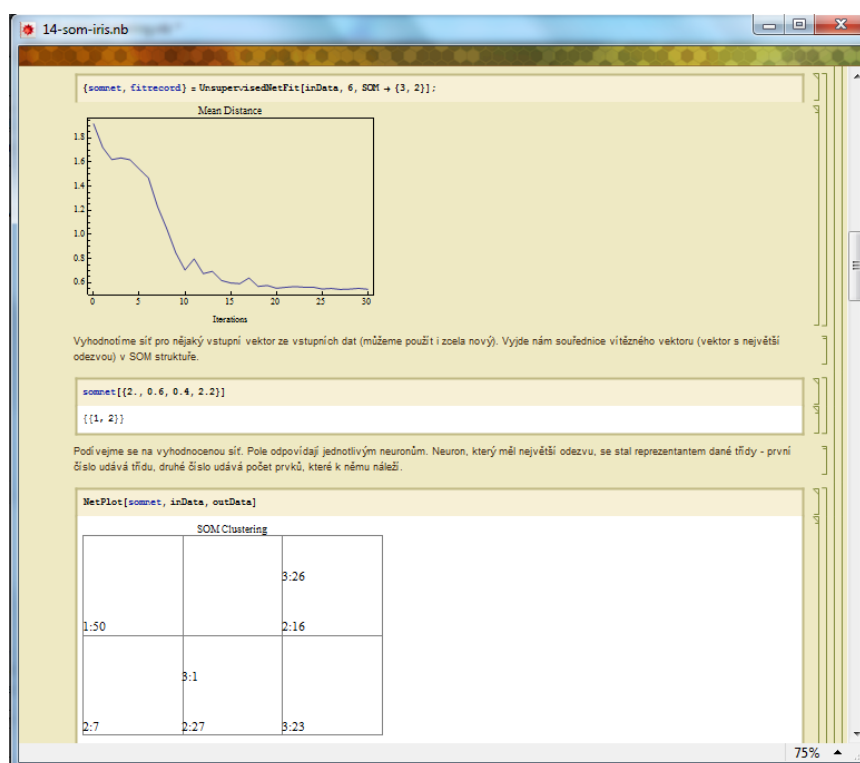 14-som-iris.nb
{somnet, fitrecord} = UnsupervisedNetFit[inData, 6, SOM → {3, 2}];
Mean Distance
1.8
1.6
1.4
1.2
1.0
0.8
0.6
0 5 10 15 20 25 30
Iterations
Vyhodnotíme síť pro nějaký vstupní vektor ze vstupních dat (můžeme použít i zcela nový). Vyjde nám souřednice vítězného vektoru (vektor s největší
odezvou) v SOM struktuře.
somnet[{2., 0.6, 0.4, 2.2}]
{{1, 2}}
Podívejme se na vyhodnocenou síť. Pole odpovídají jednotlivým neuronům. Neuron, který měl největší odezvu, se stal reprezentantem dané třídy - první
číslo udává třídu, druhé číslo udává počet prvků, které k němu náleží.
NetPlot[somnet, inData, outData]
SOM Clustering
3:26
1:50 2:16
3:1
2:7 2:27 3:23
75%